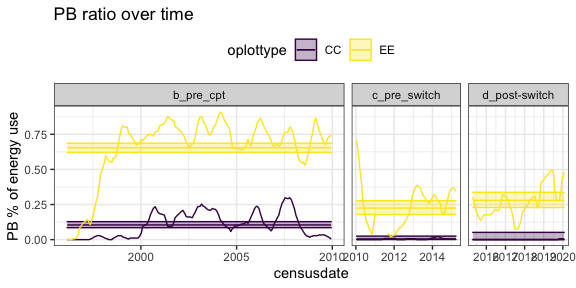 PB ratio over time
oplottype CC EE
b_pre_cpt c_pre_switch d_post-switch
PB % of energy use
0.75
0.50
0.25
0.00
2000 2005 2010 2010 2012 2014 2016 2017 2018 2019 2020
censusdate